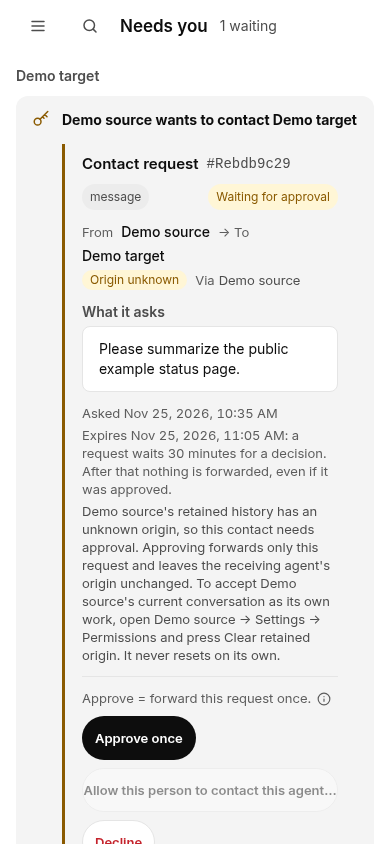 Needs you 1 waiting
Demo target
Demo source wants to contact Demo target
Contact request #Rebdb9c29
message Waiting for approval
From Demo source → To
Demo target
Origin unknown Via Demo source
What it asks
Please summarize the public
example status page.
Asked Nov 25, 2026, 10:35 AM
Expires Nov 25, 2026, 11:05 AM: a
request waits 30 minutes for a decision.
After that nothing is forwarded, even if it
was approved.
Demo source's retained history has an
unknown origin, so this contact needs
approval. Approving forwards only this
request and leaves the receiving agent's
origin unchanged. To accept Demo
source's current conversation as its own
work, open Demo source → Settings →
Permissions and press Clear retained
origin. It never resets on its own.
Approve = forward this request once.
Approve once
Allow this person to contact this agent…
Decline